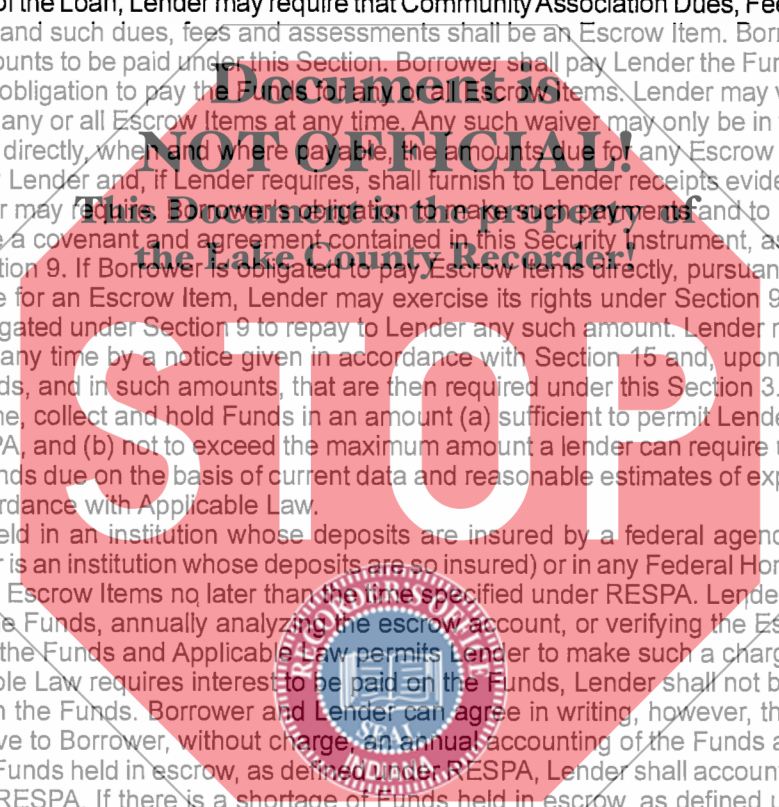 of the Loan, Lender may require that Community Association Dues, Fee
and such dues, fees and assessments shall be an Escrow Item. Borr
ounts to be paid under this Section. Borrower shall pay Lender the Fun
Document is
obligation to pay the Funds for any or all Escrow Items. Lender may
any or all Escrow Items at any time. Any such waiver may only be in
NOT OFFICIAL!
directly, when and where payable, the amounts due for any Escrow
Lender and, if Lender requires, shall furnish to Lender receipts evide
This Document is the property of
r may require. Borrower's obligation to make such payments and to
e a covenant and agreement contained in this Security Instrument, as
the Lake County Recorder!
tion 9. If Borrower is obligated to pay Escrow Items directly, pursuan
e for an Escrow Item, Lender may exercise its rights under Section 9
gated under Section 9 to repay to Lender any such amount. Lender
any time by a notice given in accordance with Section 15 and, upon
STOP
ds, and in such amounts, that are then required under this Section 3.
ne, collect and hold Funds in an amount (a) sufficient to permit Lende
PA, and (b) not to exceed the maximum amount a lender can require
nds due on the basis of current data and reasonable estimates of exp
rdance with Applicable Law.
eld in an institution whose deposits are insured by a federal agenc
r is an institution whose deposits are so insured) or in any Federal Hom
Escrow Items no later than the time specified under RESPA. Lende
e Funds, annually analyzing the escrow account, or verifying the Es
the Funds and Applicable Law permits Lender to make such a charg
RECORDER'S OFFICE
SEAL
INDIANA
ble Law requires interest to be paid on the Funds, Lender shall not b
n the Funds. Borrower and Lender can agree in writing, however, th
ve to Borrower, without charge, an annual accounting of the Funds a
Funds held in escrow, as defined under RESPA, Lender shall account
RESPA. If there is a shortage of Funds held in escrow, as defined